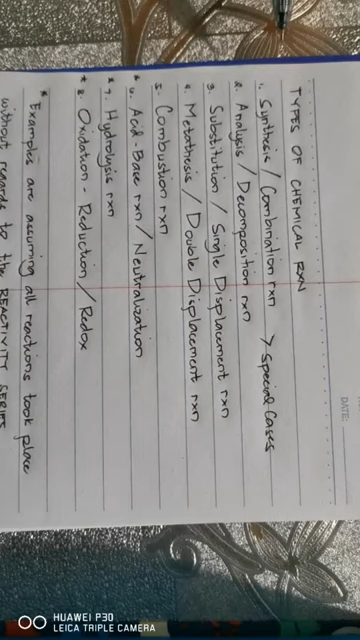 DATE:
TYPES OF CHEMICAL RXN
1. Synthesis / Combination rxn > Special Cases
2. Analysis / Decomposition rxn
3. Substitution / Single Displacement rxn
4. Metathesis / Double Displacement rxn
5. Combustion rxn
* 6. Acid-Base rxn / Neutralization
* 7. Hydrolysis rxn
* 8. Oxidation - Reduction / Redox
* Examples are assuming all reactions took place
without regards to the REACTIVITY SERIES
HUAWEI P30
LEICA TRIPLE CAMERA